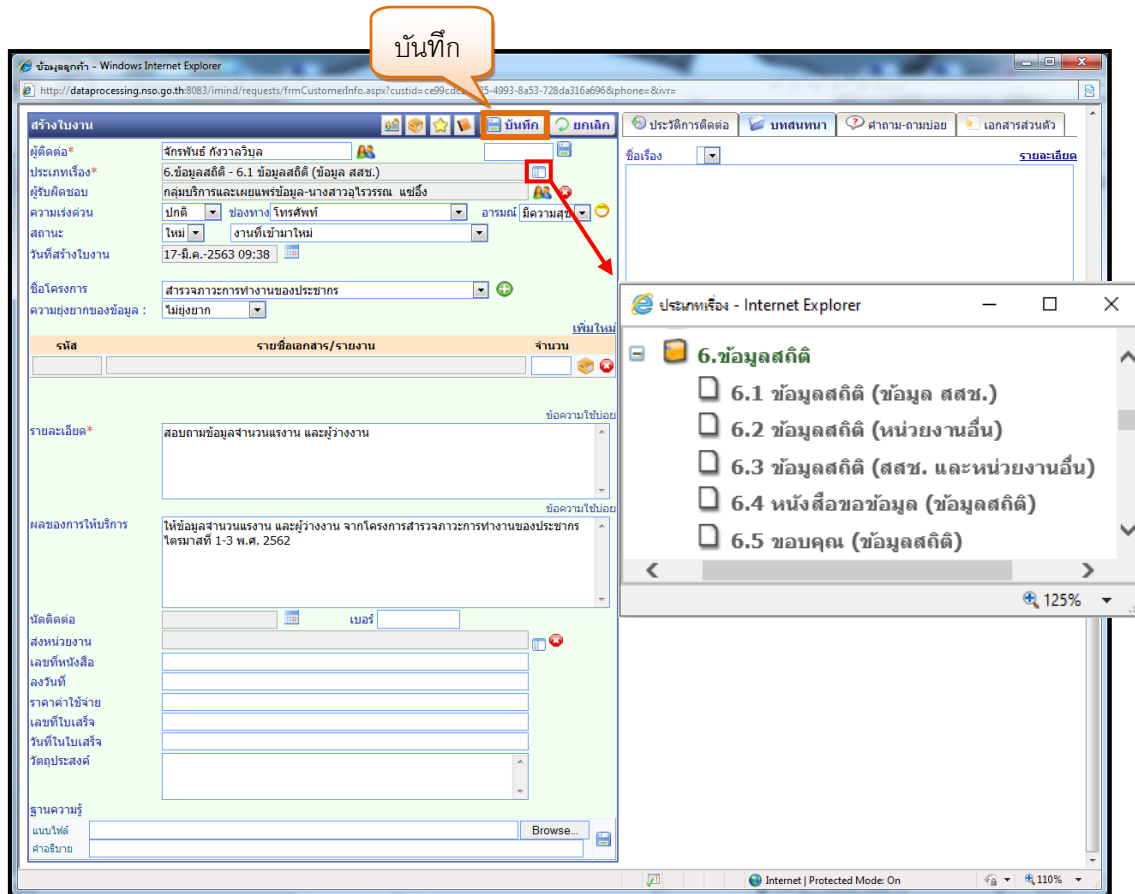 บันทึก
ข้อมูลลูกค้า - Windows Internet Explorer
http://dataprocessing.nso.go.th:8083/imind/requests/frmCustomerInfo.aspx?custid=ce99cdc 25-4993-8a53-728da316a696&phone=&ivr=
สร้างใบงาน บันทึก ยกเลิก
ประวัติการติดต่อ บทสนทนา คำถาม-ถามบ่อย เอกสารส่วนตัว
ผู้ติดต่อ* จักรพันธ์ กังวาลวิบุล
ชื่อเรื่อง รายละเอียด
ประเภทเรื่อง* 6.ข้อมูลสถิติ - 6.1 ข้อมูลสถิติ (ข้อมูล สสช.)
ผู้รับผิดชอบ กลุ่มบริการและเผยแพร่ข้อมูล-นางสาวอุไรวรรณ แซ่อึ้ง
ความเร่งด่วน ปกติ ช่องทาง โทรศัพท์ อารมณ์ มีความสุข
สถานะ ใหม่ งานที่เข้ามาใหม่
วันที่สร้างใบงาน 17-มี.ค.-2563 09:38
ชื่อโครงการ สำรวจภาวะการทำงานของประชากร
ความยุ่งยากของข้อมูล : ไม่ยุ่งยาก
เพิ่มใหม่
รหัส รายชื่อเอกสาร/รายงาน จำนวน
ข้อความใช้บ่อย
รายละเอียด* สอบถามข้อมูลจำนวนแรงาน และผู้ว่างงาน
ข้อความใช้บ่อย
ผลของการให้บริการ ให้ข้อมูลจำนวนแรงาน และผู้ว่างงาน จากโครงการสำรวจภาวะการทำงานของประชากร
ไตรมาสที่ 1-3 พ.ศ. 2562
นัดติดต่อ เบอร์
ส่งหน่วยงาน
เลขที่หนังสือ
ลงวันที่
ราคาค่าใช้จ่าย
เลขที่ใบเสร็จ
วันที่ในใบเสร็จ
วัตถุประสงค์
ฐานความรู้
แนบไฟล์ Browse...
คำอธิบาย
ประเภทเรื่อง - Internet Explorer
6.ข้อมูลสถิติ
6.1 ข้อมูลสถิติ (ข้อมูล สสช.)
6.2 ข้อมูลสถิติ (หน่วยงานอื่น)
6.3 ข้อมูลสถิติ (สสช. และหน่วยงานอื่น)
6.4 หนังสือขอข้อมูล (ข้อมูลสถิติ)
6.5 ขอบคุณ (ข้อมูลสถิติ)
125%
Internet | Protected Mode: On 110%